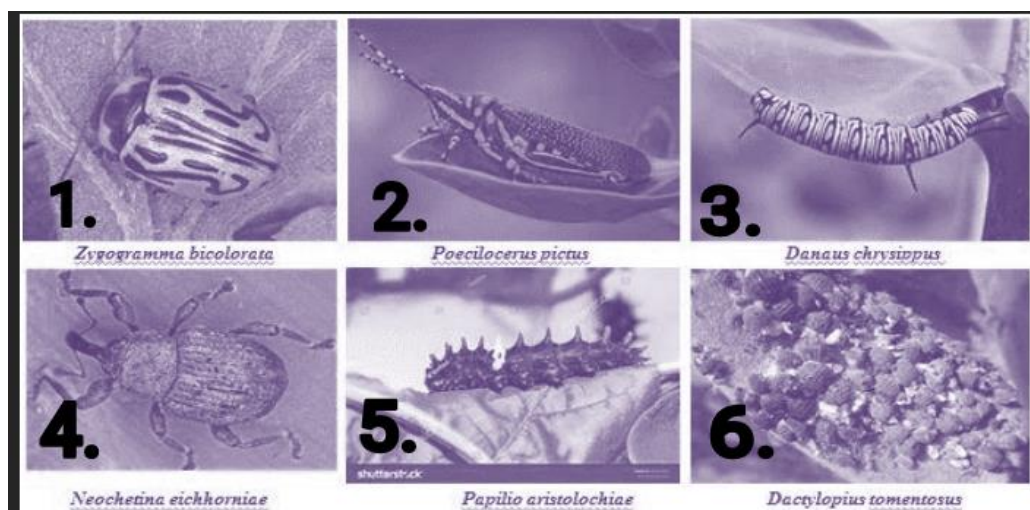 1.
2.
3.
Zygogramma bicolorata
Poecilocerus pictus
Danaus chrysippus
4.
5.
6.
shutterstock
Neochetina eichhorniae
Papilio aristolochiae
Dactylopius tomentosus